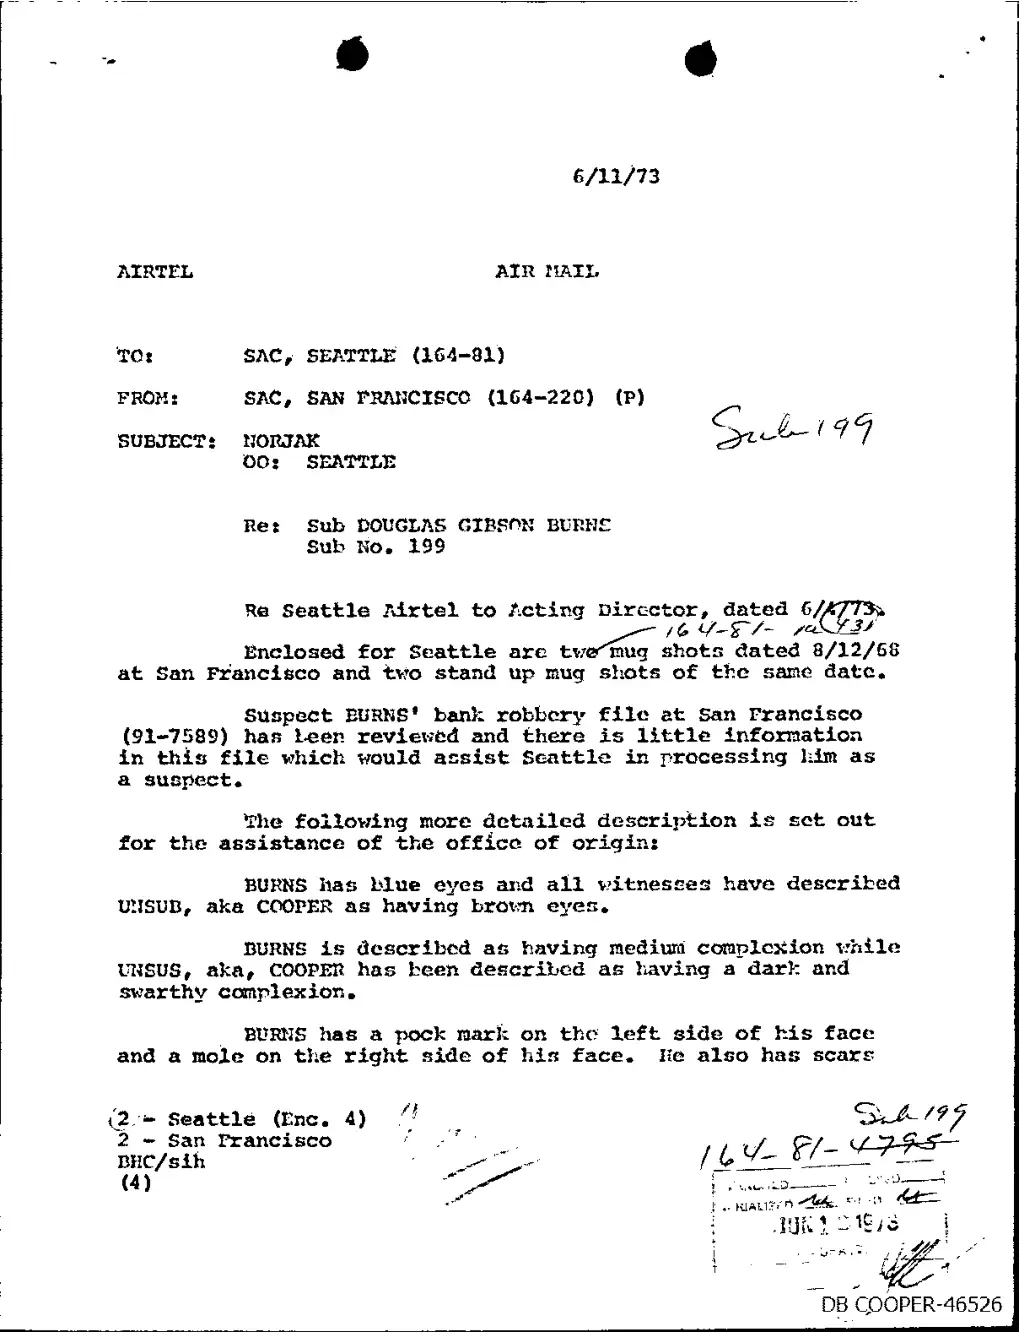 6/11/73
AIRTEL AIR MAIL
TO: SAC, SEATTLE (164-81)
FROM: SAC, SAN FRANCISCO (164-220) (P)
Sub 199
SUBJECT: NORJAK
OO: SEATTLE
Re: Sub DOUGLAS GIBSON BURNS
Sub No. 199
Re Seattle Airtel to Acting Director, dated
164-81-
Enclosed for Seattle are two mug shots dated 8/12/68
at San Francisco and two stand up mug shots of the same date.
Suspect BURNS' bank robbery file at San Francisco
(91-7589) has been reviewed and there is little information
in this file which would assist Seattle in processing him as
a suspect.
The following more detailed description is set out
for the assistance of the office of origin:
BURNS has blue eyes and all witnesses have described
UNSUB, aka COOPER as having brown eyes.
BURNS is described as having medium complexion while
UNSUS, aka, COOPER has been described as having a dark and
swarthy complexion.
BURNS has a pock mark on the left side of his face
and a mole on the right side of his face. He also has scars
2 - Seattle (Enc. 4)
2 - San Francisco
BHC/sih
(4)
Sub 199
164-81-4795
DB COOPER-46526